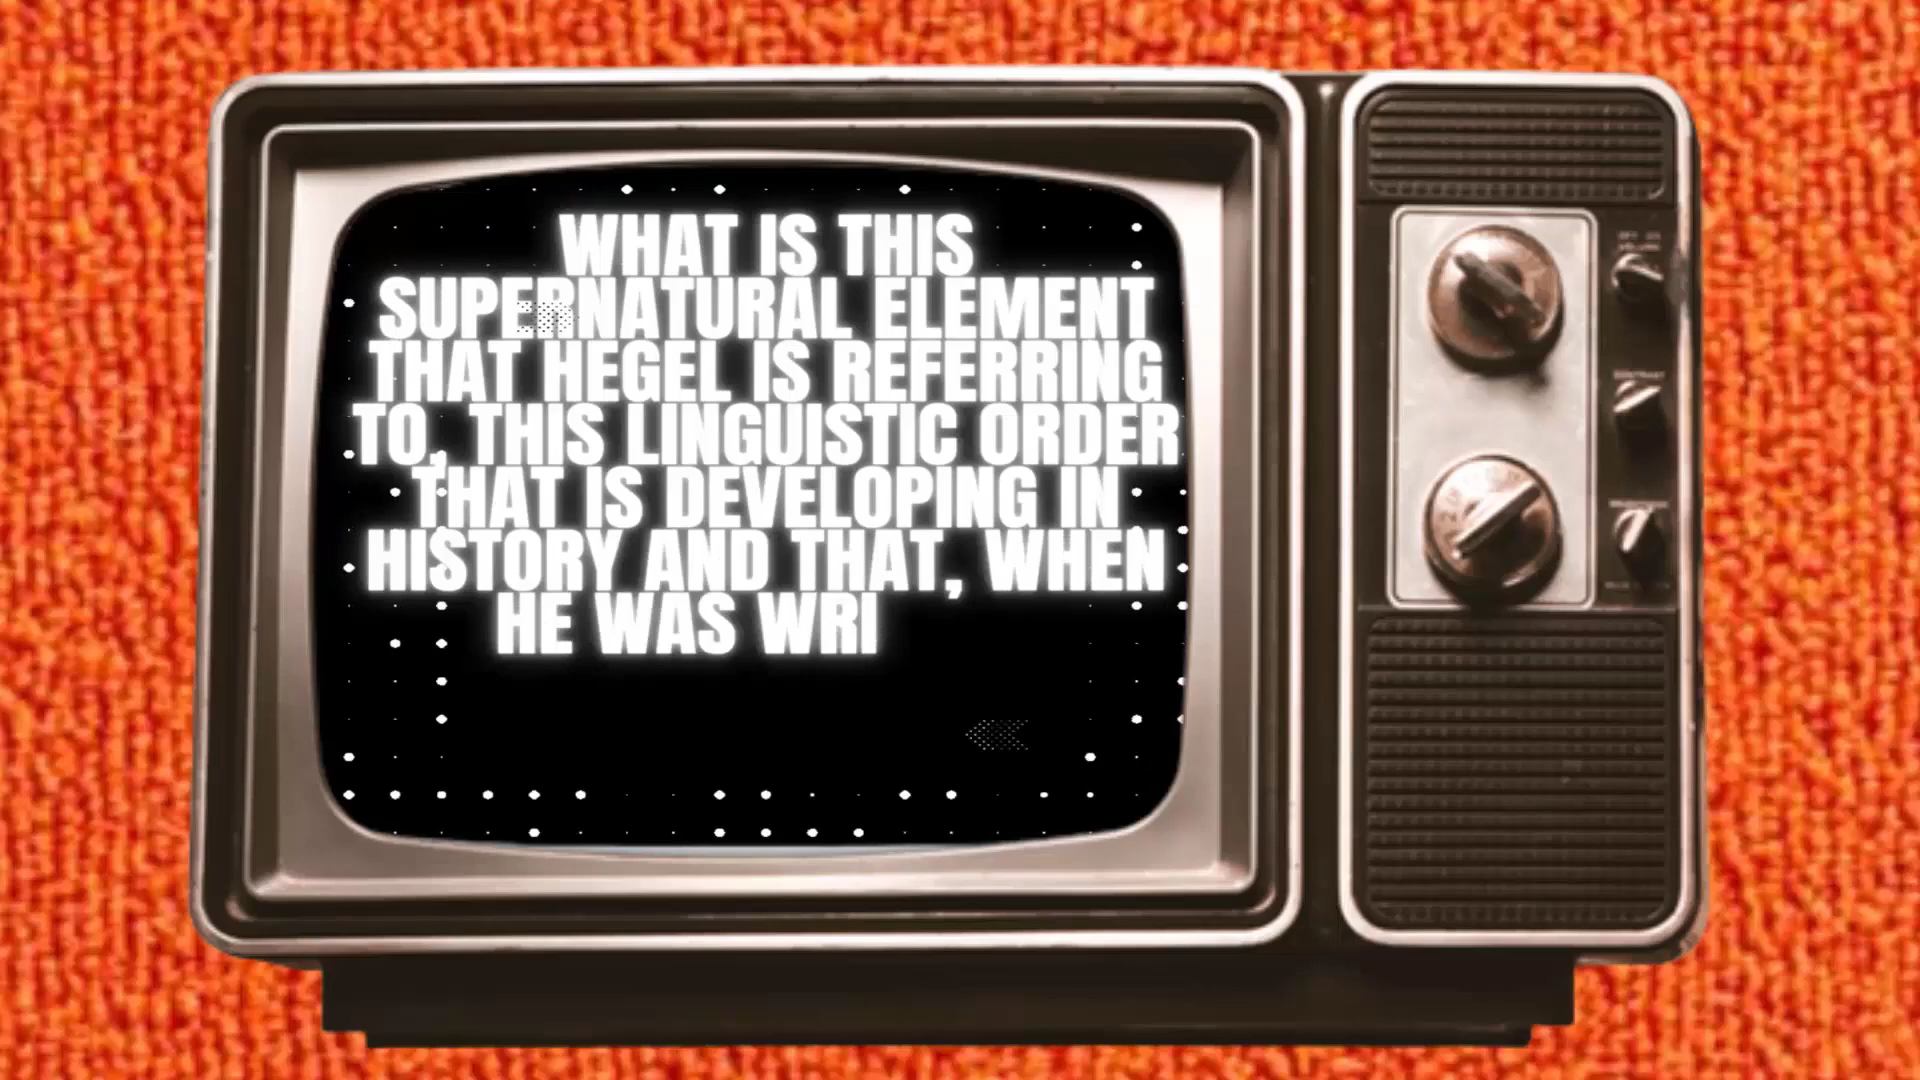 WHAT IS THIS
SUPERNATURAL ELEMENT
THAT HEGEL IS REFERRING
TO, THIS LINGUISTIC ORDER
THAT IS DEVELOPING IN
HISTORY AND THAT, WHEN
HE WAS WRI